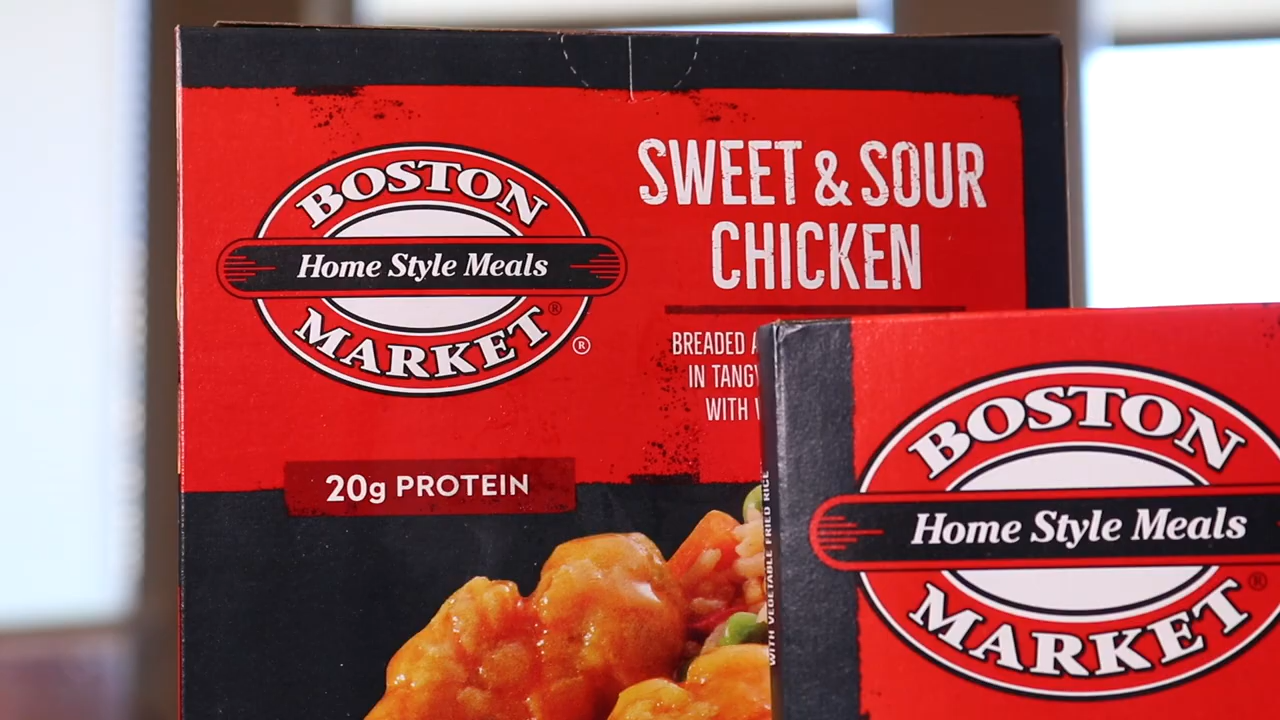 BOSTON
Home Style Meals
MARKET®
®
SWEET & SOUR
CHICKEN
BREADED
IN TANGY
WITH
20g PROTEIN
WITH VEGETABLE FRIED RICE
BOSTON
Home Style Meals
MARKET®